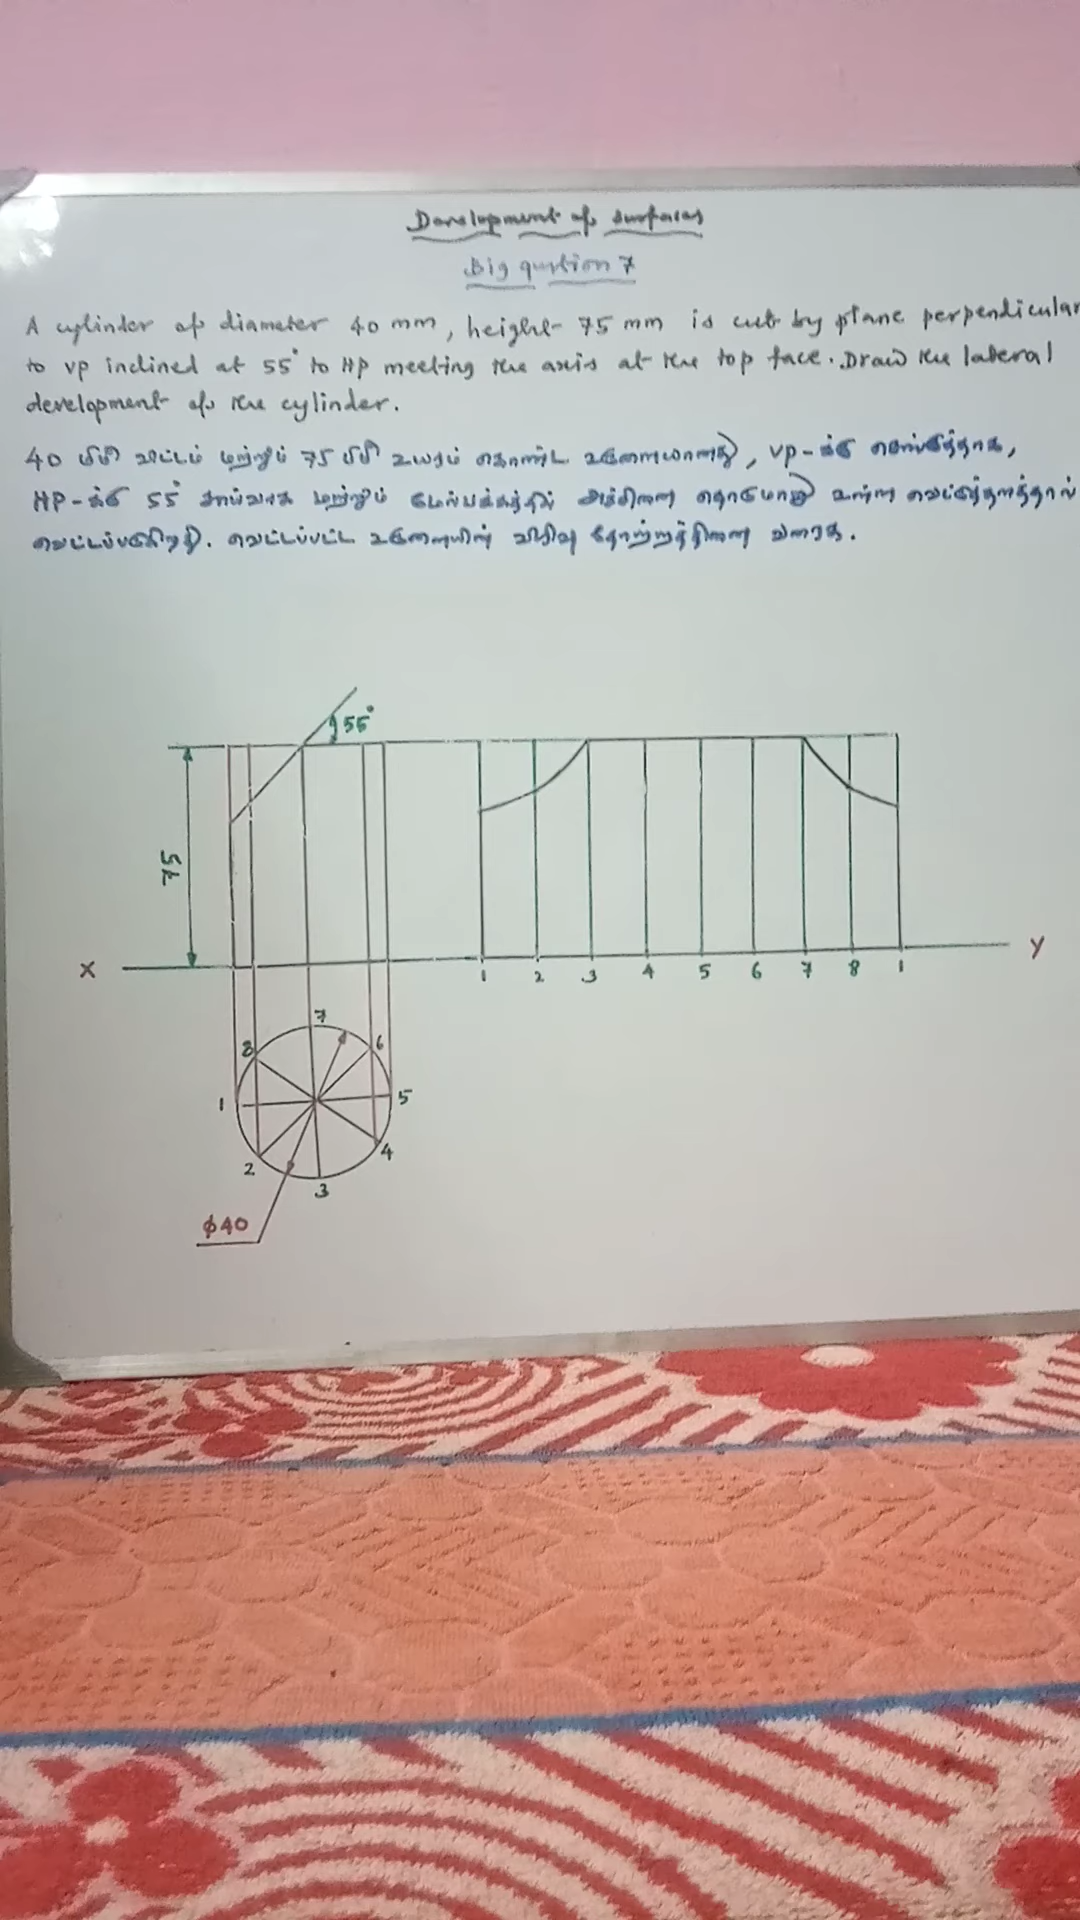 Development of surfaces
Big qustion 7
A cylinder of diameter 40 mm, height 75 mm is cut by plane perpendicular
to VP inclined at 55° to HP meeting the axis at the top face. Draw the lateral
development of the cylinder.
40 மிமீ விட்டம் மற்றும் 75 மிமீ உயரம் கொண்ட உருளையானது, VP-க்கு செங்குத்தாக,
HP-க்கு 55° சாய்வாக மற்றும் மேல்பக்கத்தில் அச்சினை தொடுமாறு உள்ள வெட்டுத்தளத்தால்
வெட்டப்படுகிறது. வெட்டப்பட்ட உருளையின் விரிவு தோற்றத்தினை வரைக.
55°
75
X
Y
1 2 3 4 5 6 7 8 1
7
8 6
1 5
2 4
3
ϕ40